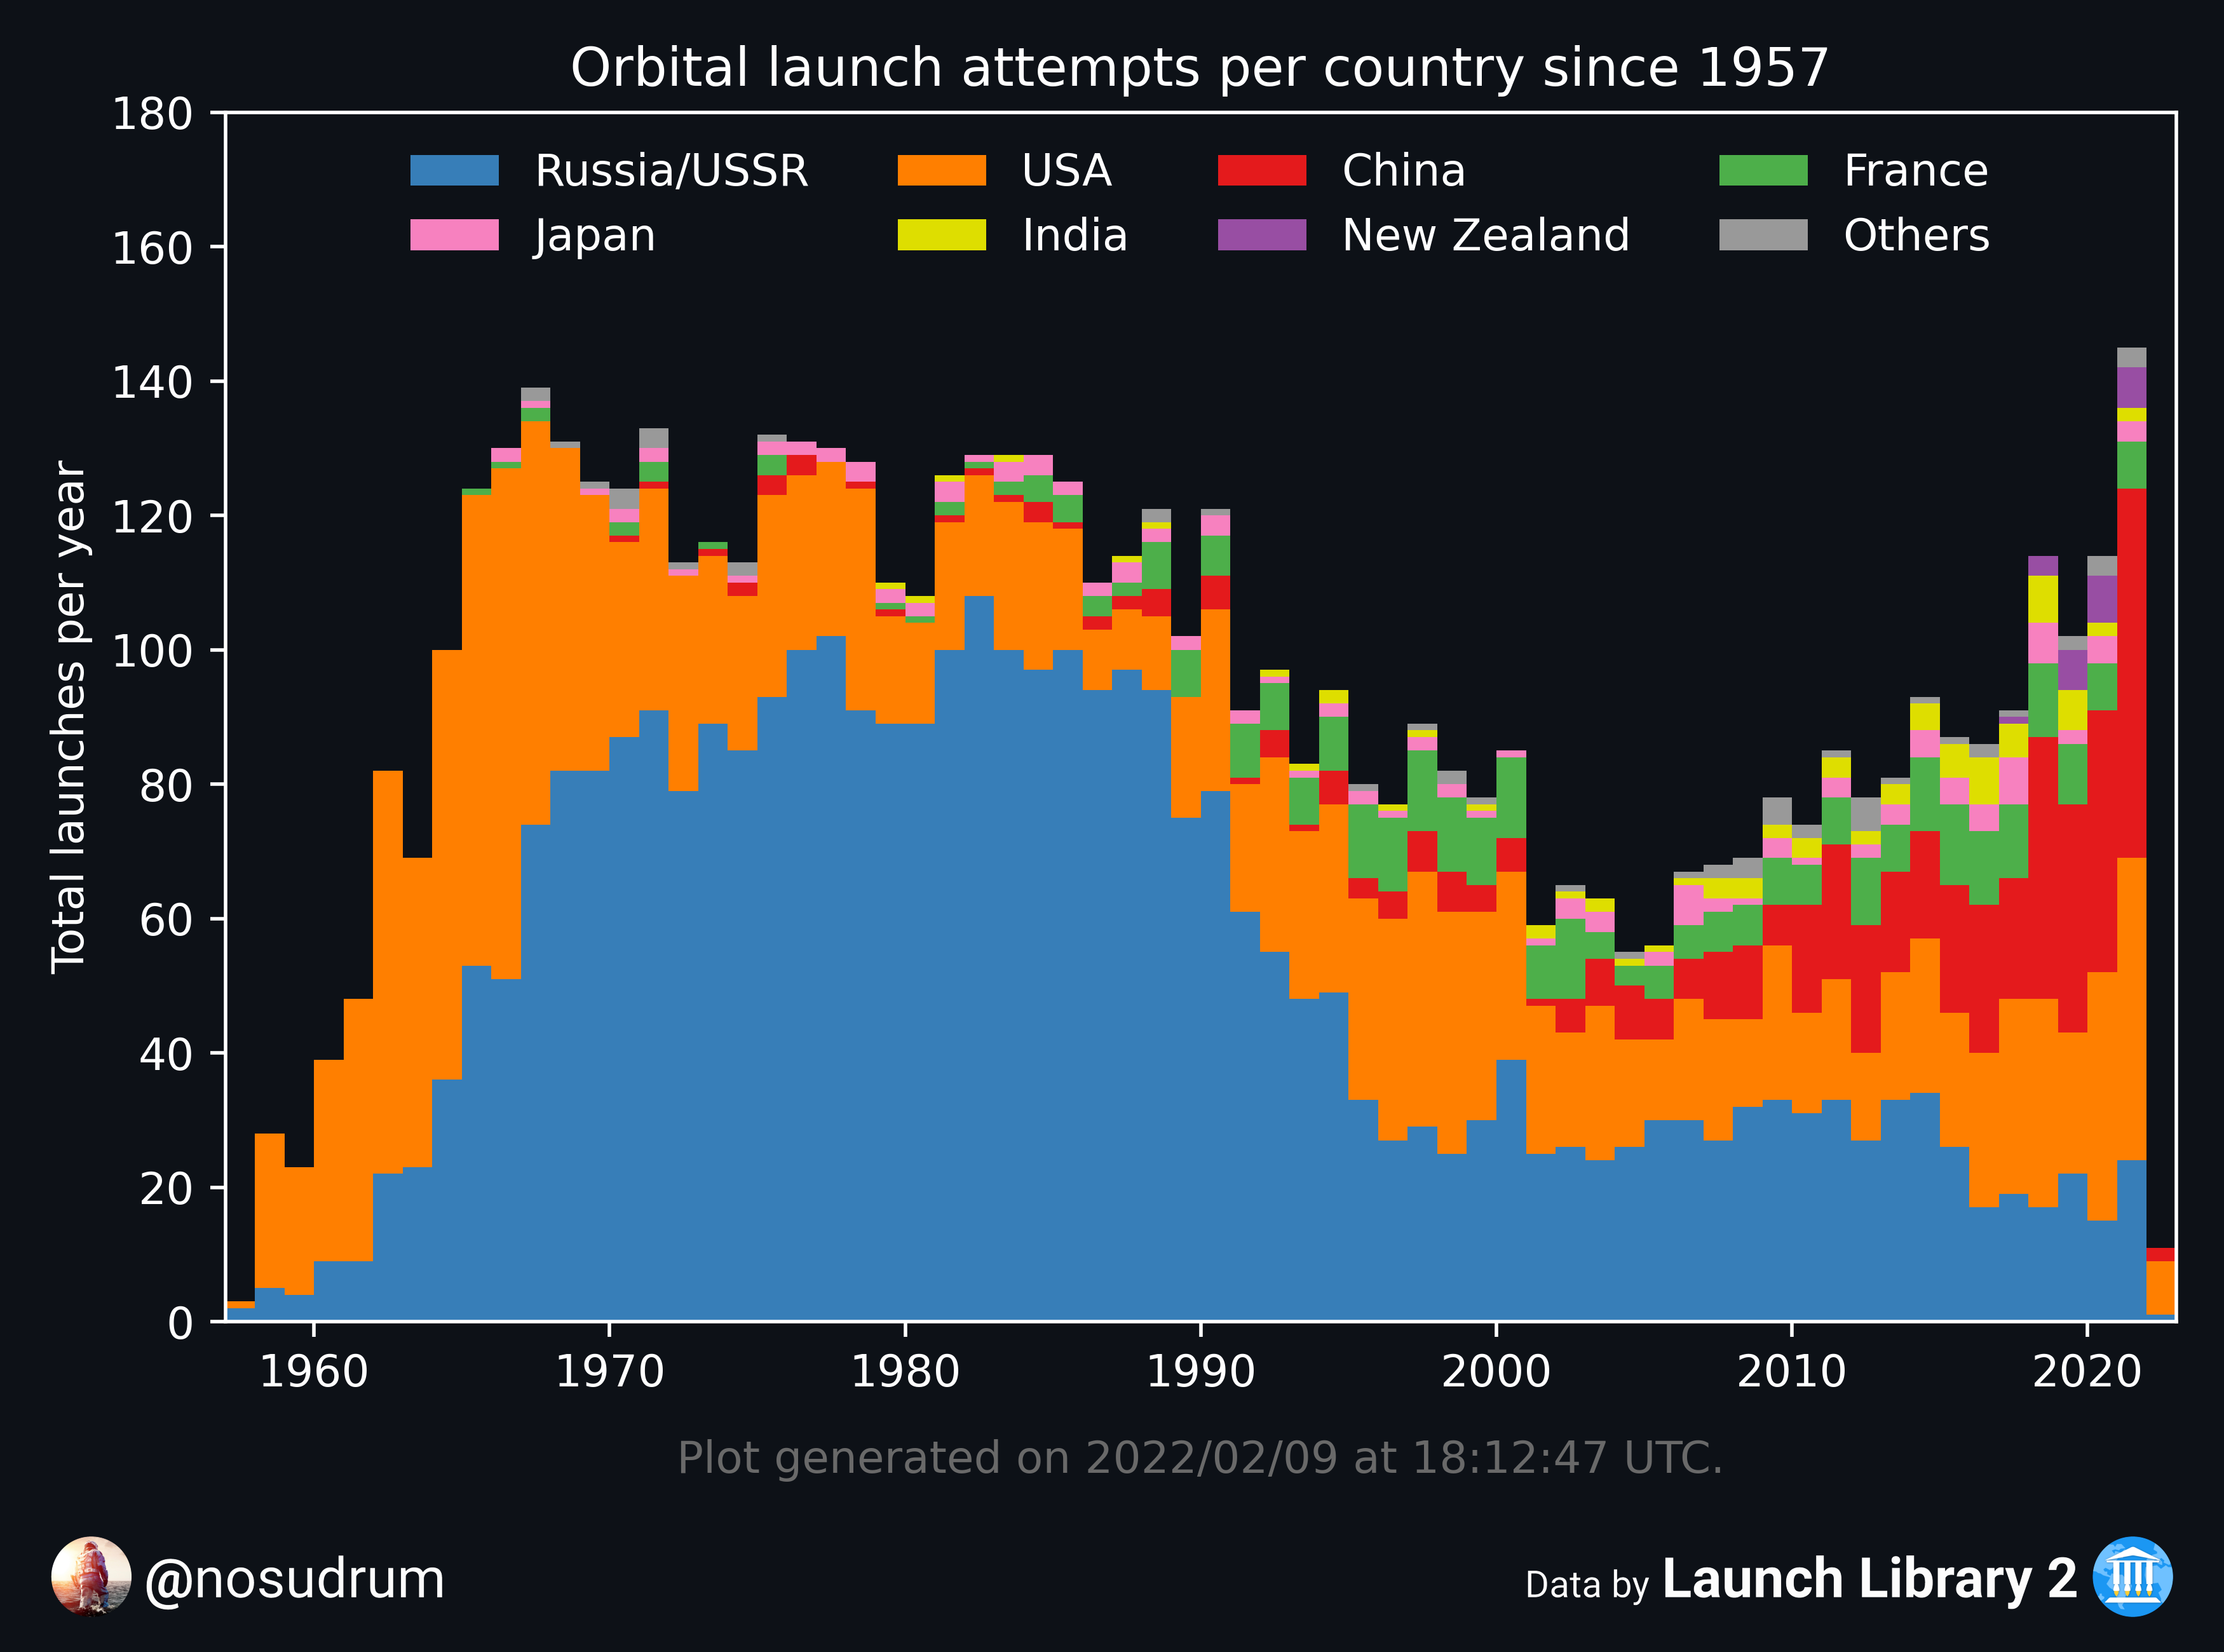 Orbital launch attempts per country since 1957
Russia/USSR USA China France
Japan India New Zealand Others
Total launches per year
180
160
140
120
100
80
60
40
20
0
1960 1970 1980 1990 2000 2010 2020
Plot generated on 2022/02/09 at 18:12:47 UTC.
@nosudrum
Data by Launch Library 2